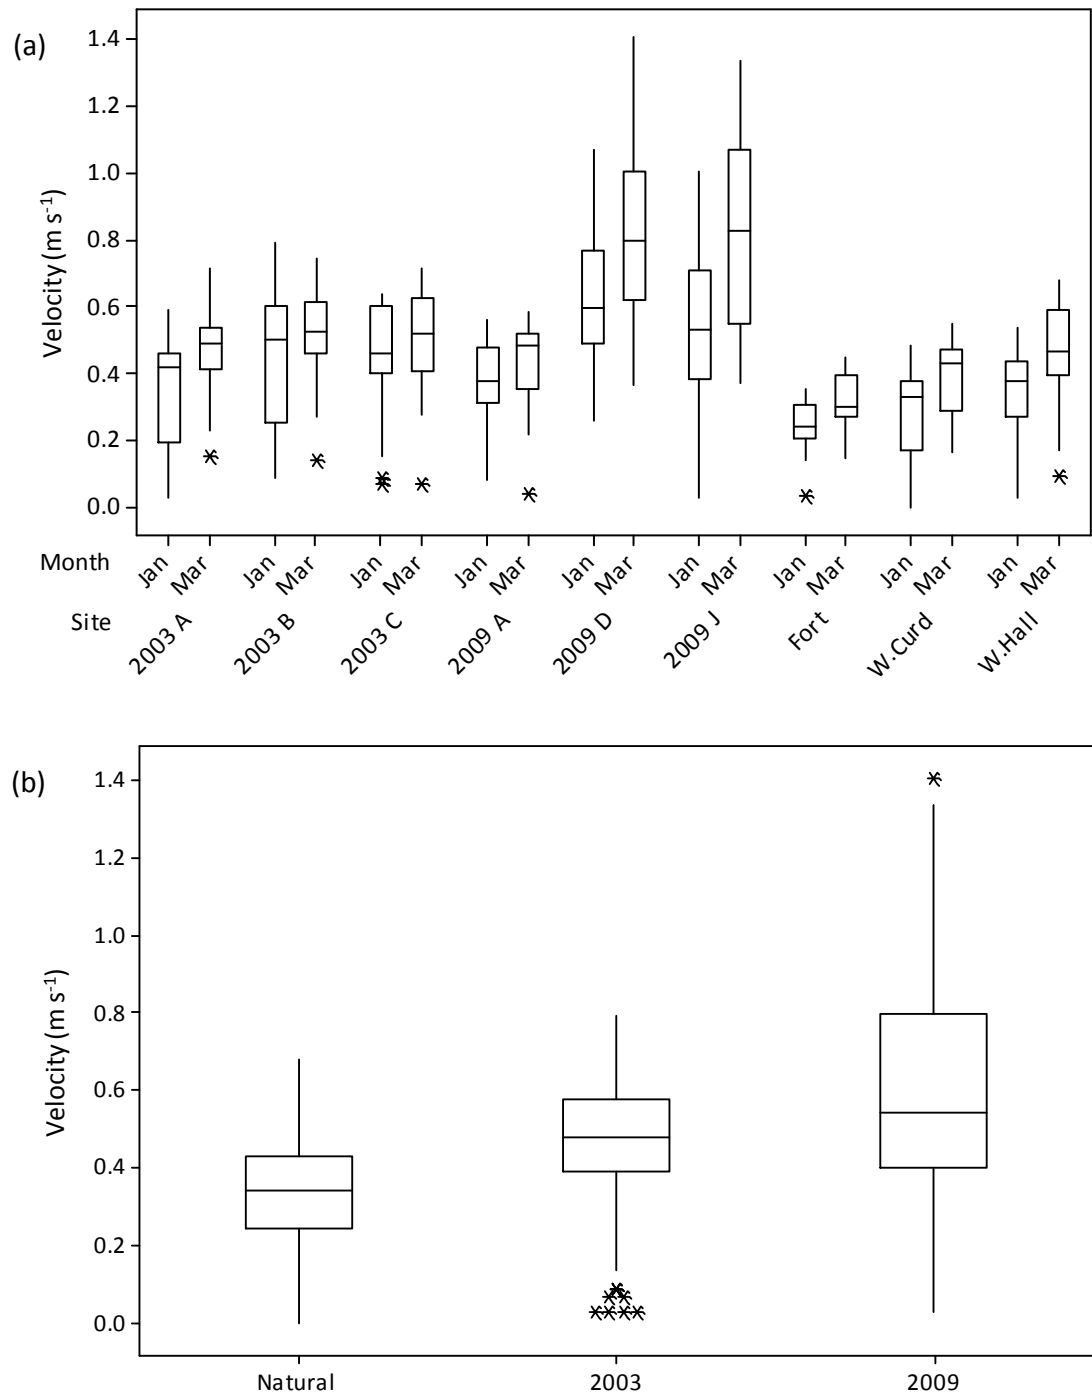 (a)
Velocity (m s-1)
1.4
1.2
1.0
0.8
0.6
0.4
0.2
0.0
Month
Jan Mar Jan Mar Jan Mar Jan Mar Jan Mar Jan Mar Jan Mar Jan Mar Jan Mar
Site
2003 A 2003 B 2003 C 2009 A 2009 D 2009 J Fort W.Curd W.Hall
(b)
Velocity (m s-1)
1.4
1.2
1.0
0.8
0.6
0.4
0.2
0.0
Natural 2003 2009